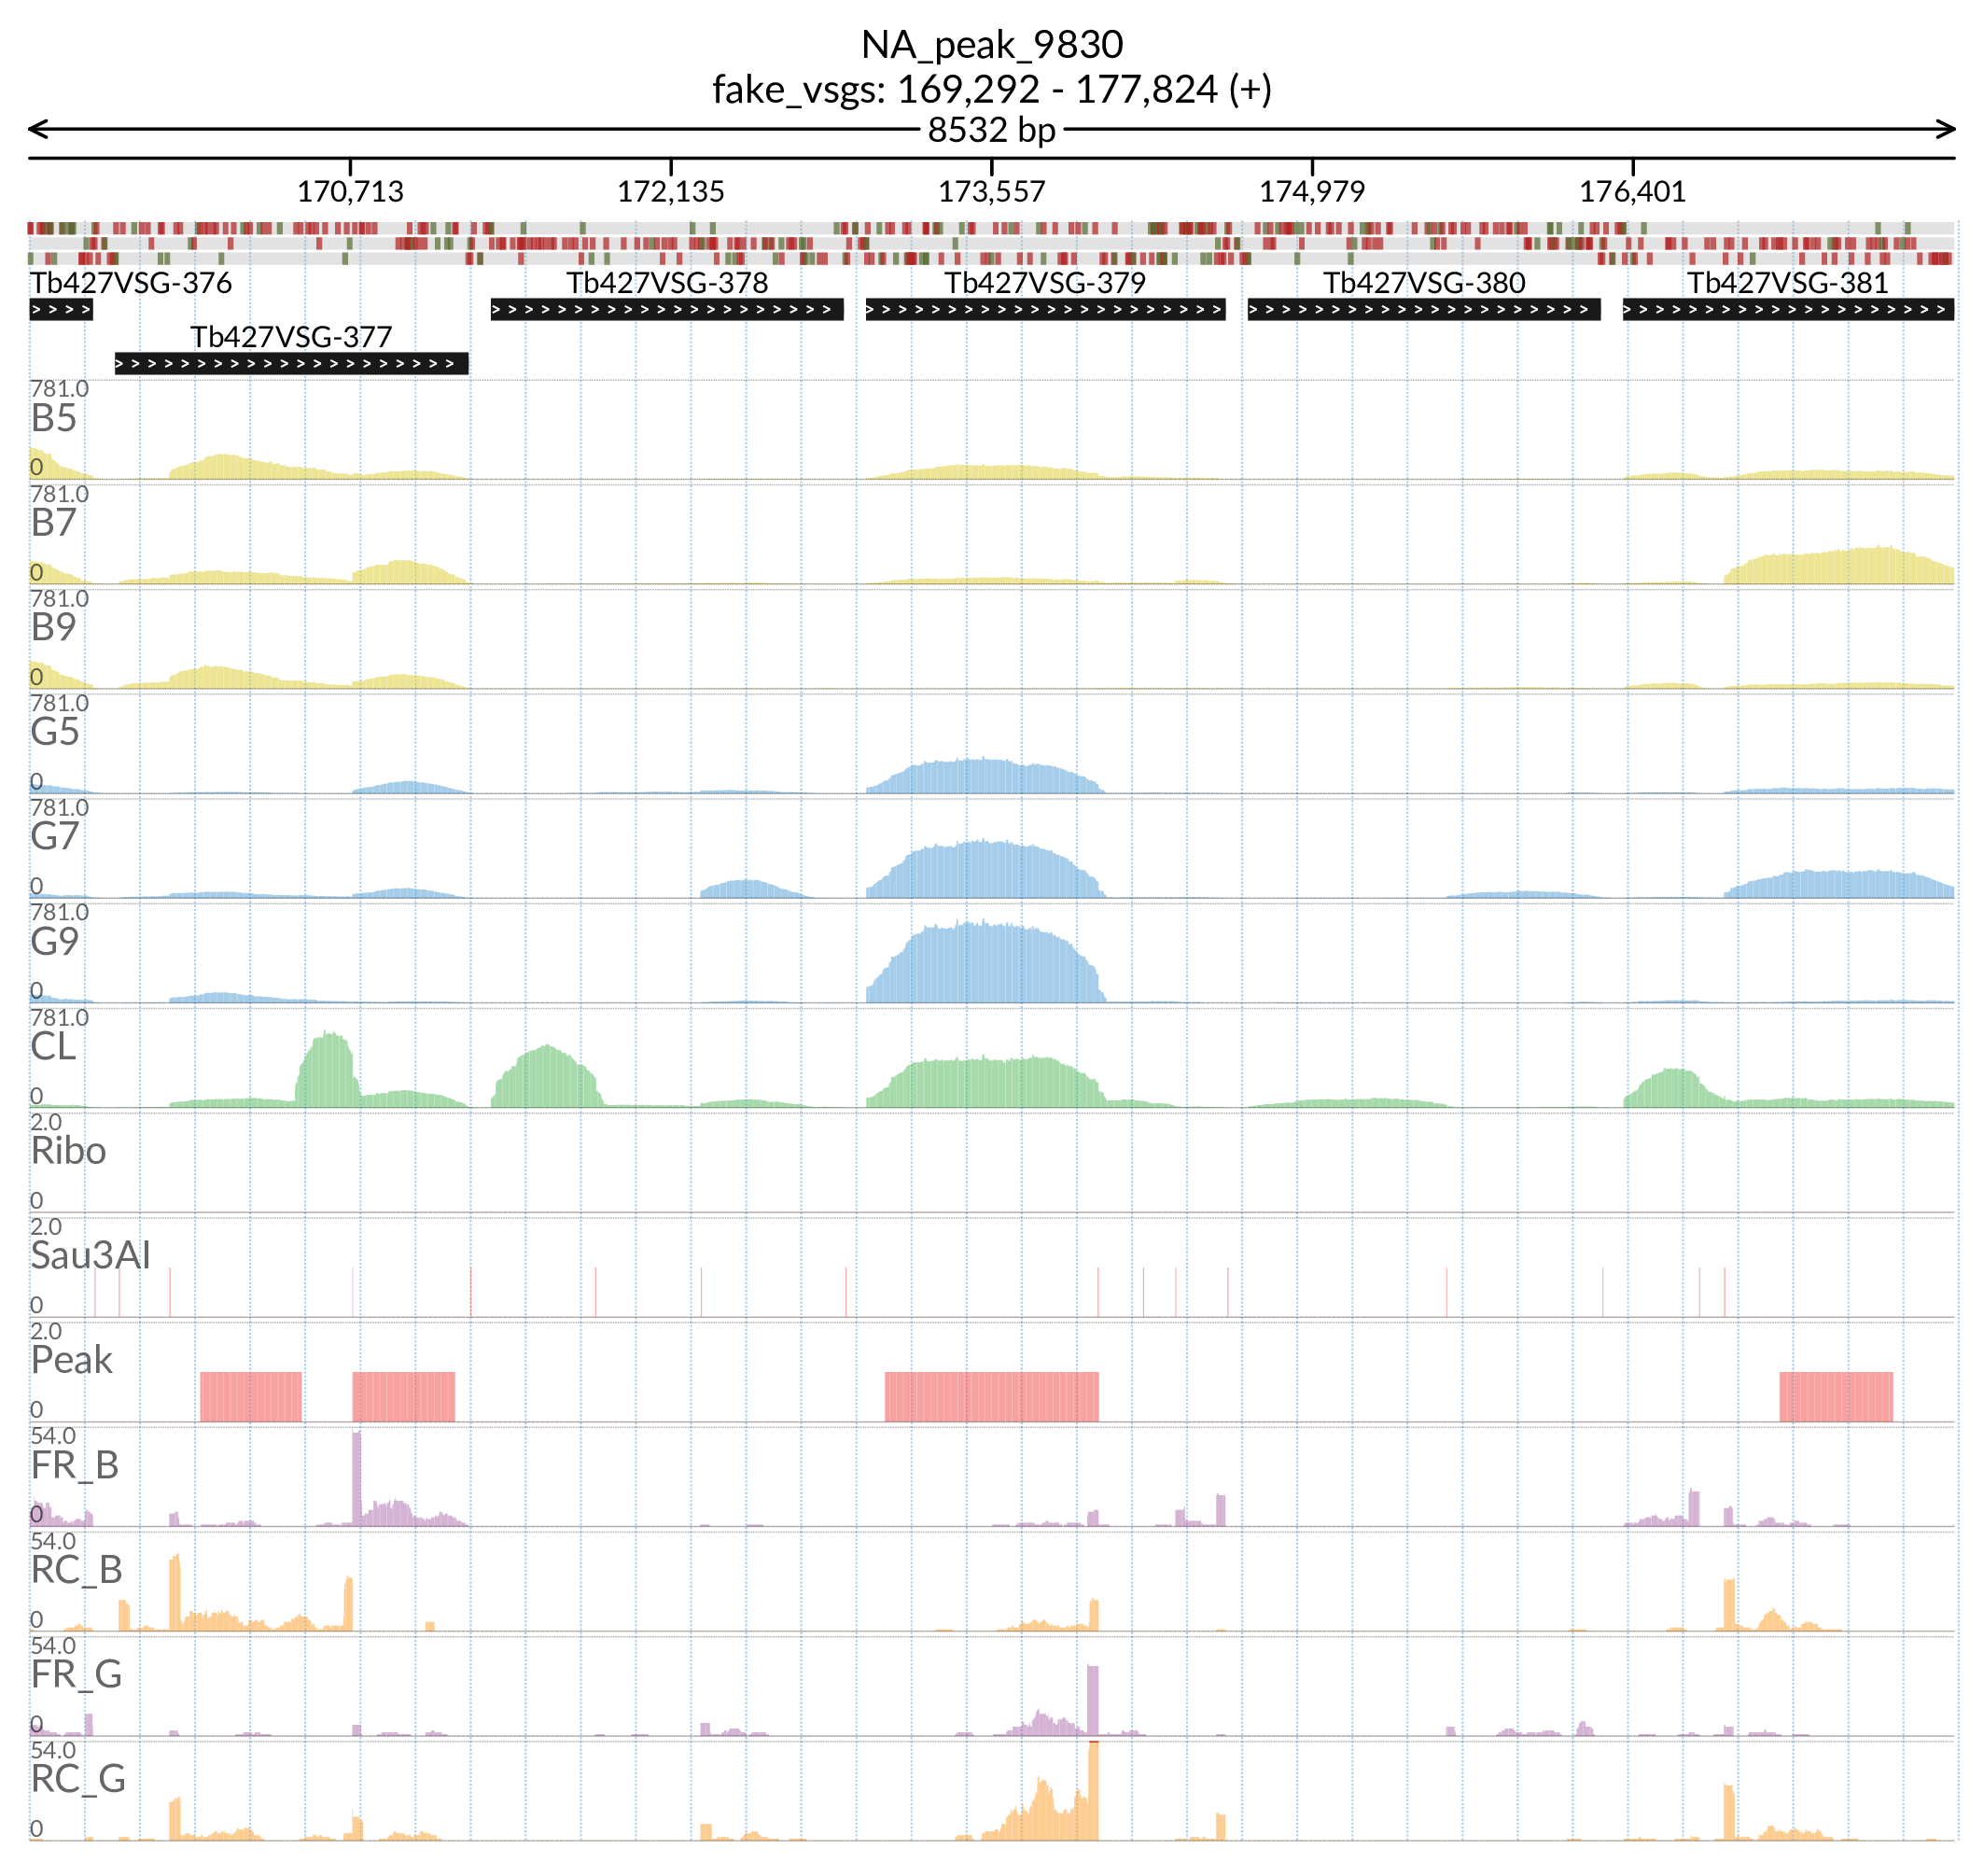 NA_peak_9830
fake_vsgs: 169,292 - 177,824 (+)
8532 bp
170,713 172,135 173,557 174,979 176,401
Tb427VSG-376 Tb427VSG-378 Tb427VSG-379 Tb427VSG-380 Tb427VSG-381
Tb427VSG-377
781.0
B5
0
781.0
B7
0
781.0
B9
0
781.0
G5
0
781.0
G7
0
781.0
G9
0
781.0
CL
0
2.0
Ribo
0
2.0
Sau3AI
0
2.0
Peak
0
54.0
FR_B
0
54.0
RC_B
0
54.0
FR_G
0
54.0
RC_G
0